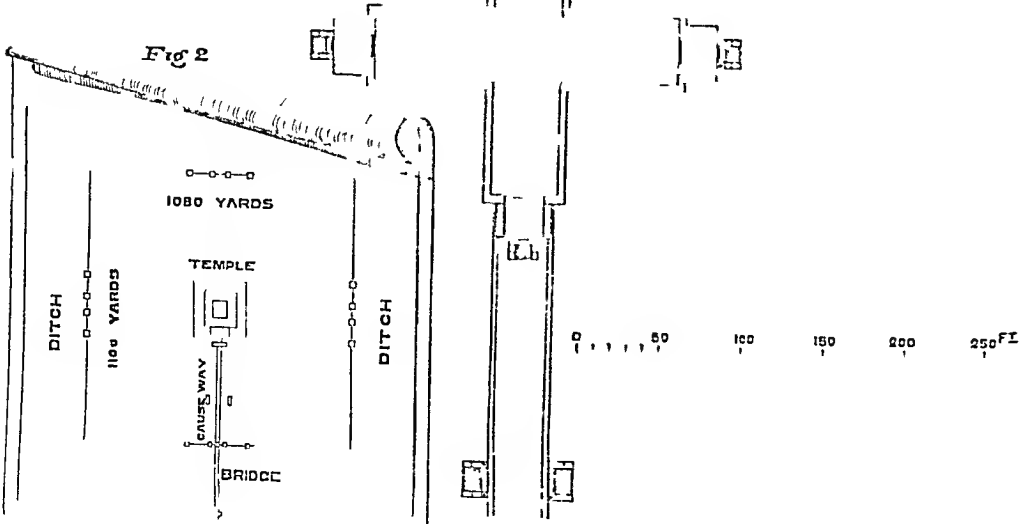 Fig 2
1080 YARDS
TEMPLE
DITCH
1100 YARDS
CAUSEWAY
DITCH
BRIDGE
0 50 100 150 200 250 FT